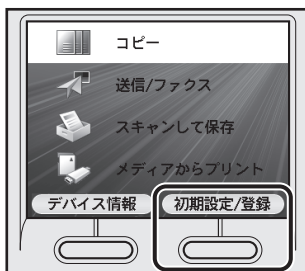 コピー
送信/ファクス
スキャンして保存
メディアからプリント
デバイス情報 初期設定/登録